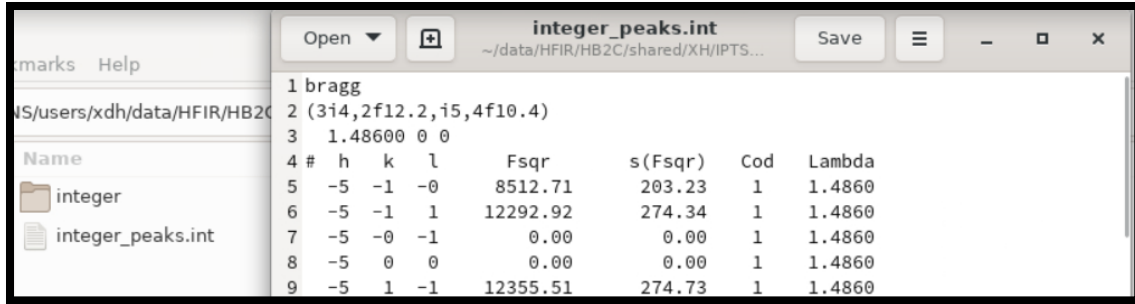 Open integer_peaks.int Save
~/data/HFIR/HB2C/shared/XH/IPTS...
Help
NS/users/xdh/data/HFIR/HB2C
Name
integer
integer_peaks.int
1 bragg
2 (3i4,2f12.2,i5,4f10.4)
3 1.48600 0 0
4 # h k l Fsqr s(Fsqr) Cod Lambda
5 -5 -1 -0 8512.71 203.23 1 1.4860
6 -5 -1 1 12292.92 274.34 1 1.4860
7 -5 -0 -1 0.00 0.00 1 1.4860
8 -5 0 0 0.00 0.00 1 1.4860
9 -5 1 -1 12355.51 274.73 1 1.4860